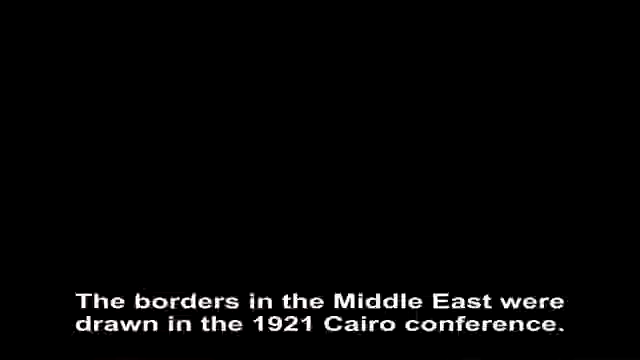 The borders in the Middle East were
drawn in the 1921 Cairo conference.